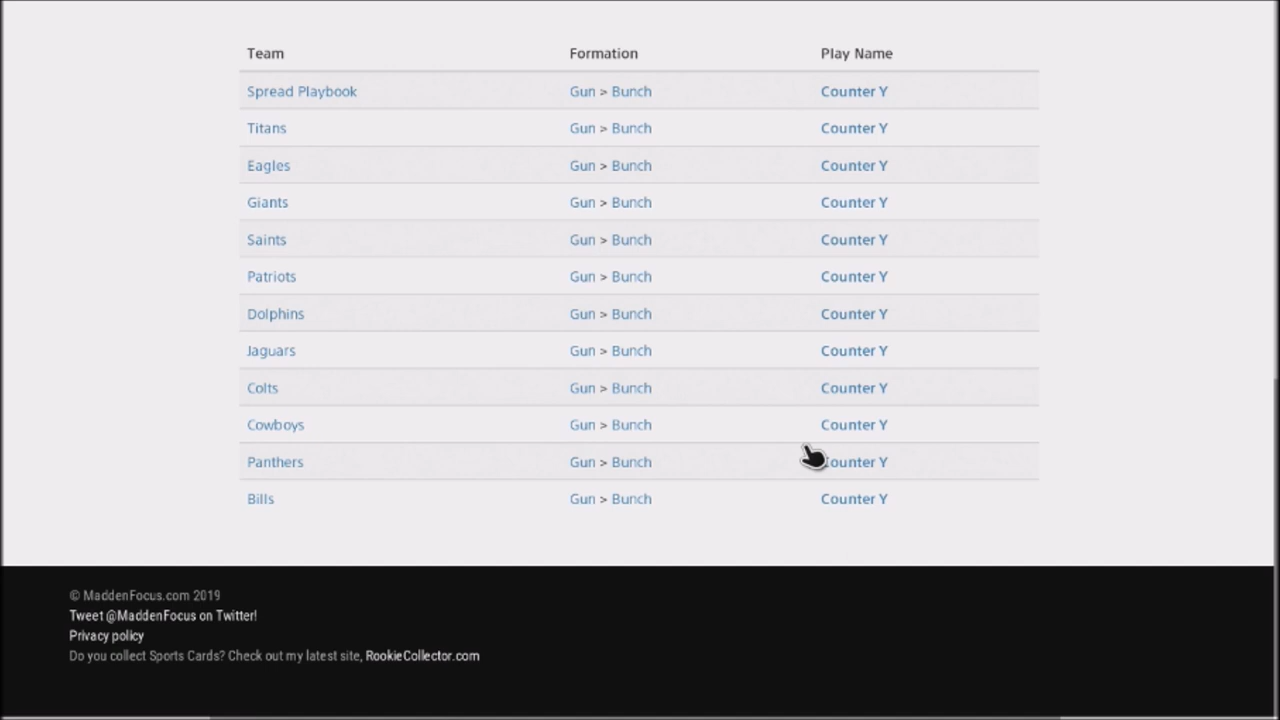 Team Formation Play Name
Spread Playbook Gun > Bunch Counter Y
Titans Gun > Bunch Counter Y
Eagles Gun > Bunch Counter Y
Giants Gun > Bunch Counter Y
Saints Gun > Bunch Counter Y
Patriots Gun > Bunch Counter Y
Dolphins Gun > Bunch Counter Y
Jaguars Gun > Bunch Counter Y
Colts Gun > Bunch Counter Y
Cowboys Gun > Bunch Counter Y
Panthers Gun > Bunch Counter Y
Bills Gun > Bunch Counter Y
© MaddenFocus.com 2019
Tweet @MaddenFocus on Twitter!
Privacy policy
Do you collect Sports Cards? Check out my latest site, RookieCollector.com